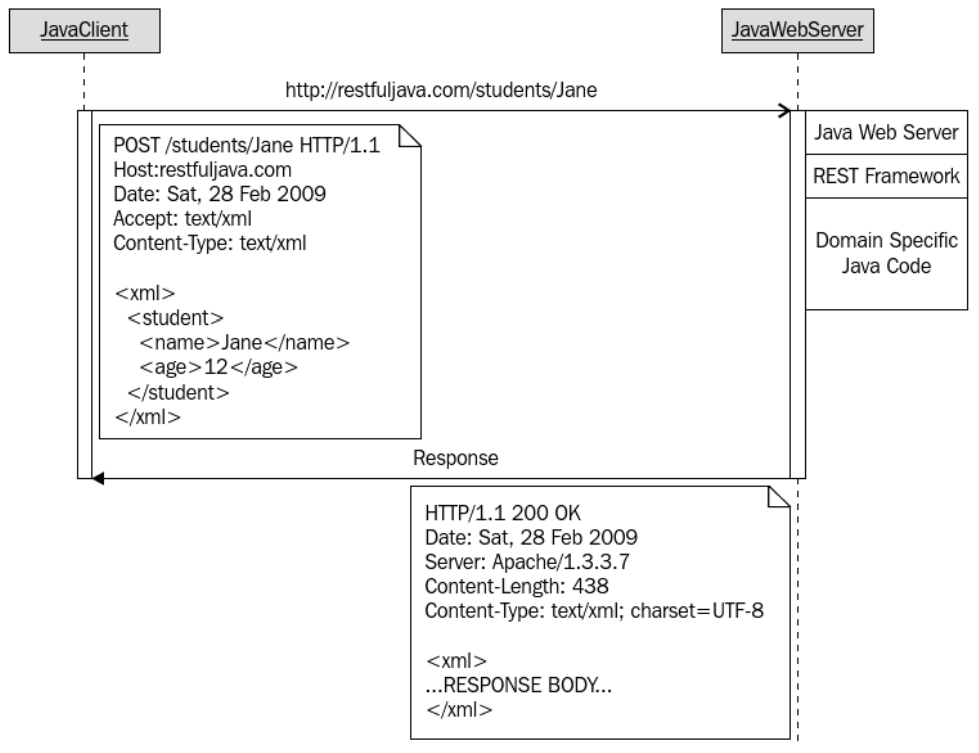 JavaClient
JavaWebServer
http://restfuljava.com/students/Jane
POST /students/Jane HTTP/1.1
Host:restfuljava.com
Date: Sat, 28 Feb 2009
Accept: text/xml
Content-Type: text/xml
<xml>
<student>
<name>Jane</name>
<age>12</age>
</student>
</xml>
Java Web Server
REST Framework
Domain Specific
Java Code
Response
HTTP/1.1 200 OK
Date: Sat, 28 Feb 2009
Server: Apache/1.3.3.7
Content-Length: 438
Content-Type: text/xml; charset=UTF-8
<xml>
...RESPONSE BODY...
</xml>